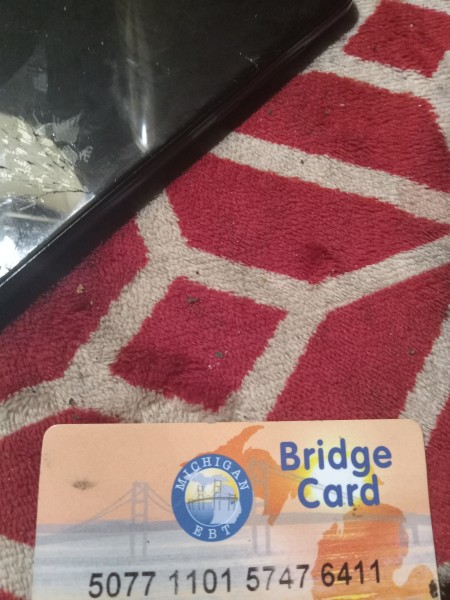 Bridge
Card
MICHIGAN
EBT
5077 1101 5747 6411